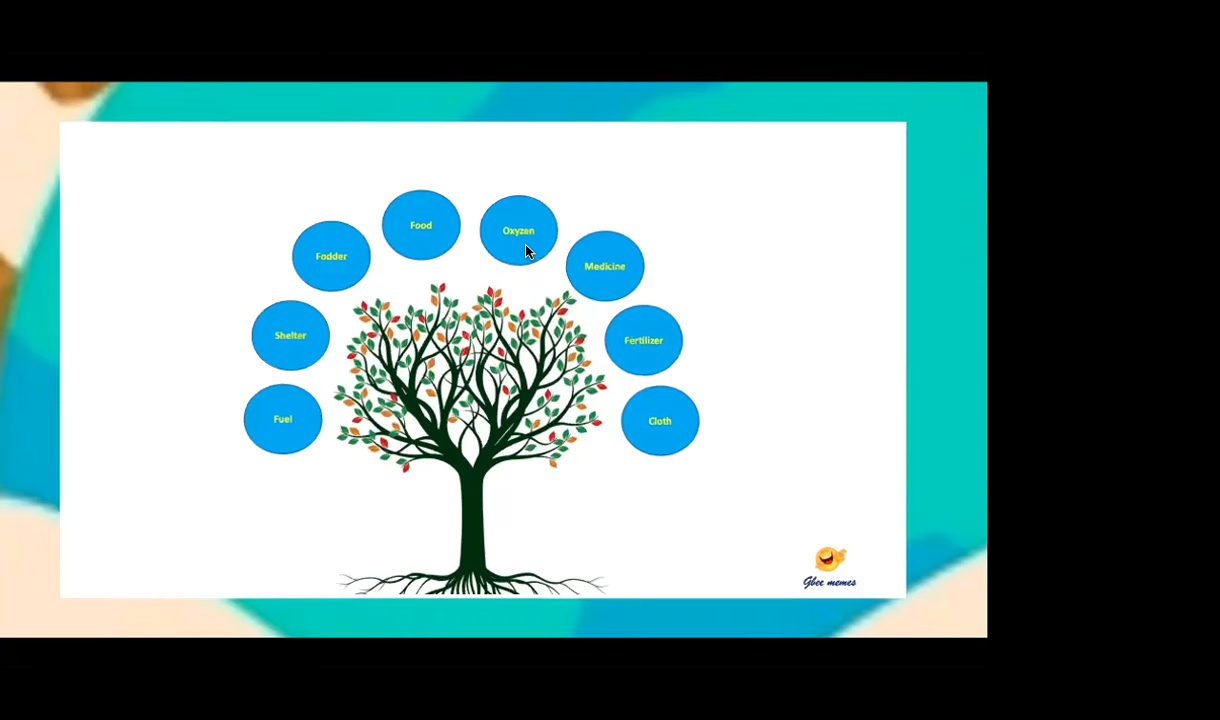 Food
Oxyzen
Fodder
Medicine
Shelter
Fertilizer
Fuel
Cloth
Gbee memes